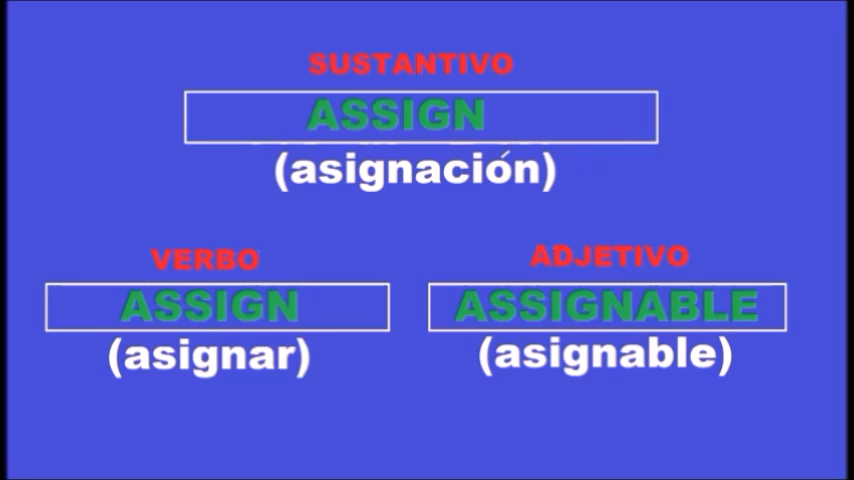 SUSTANTIVO
ASSIGN
(asignación)
VERBO
ASSIGN
(asignar)
ADJETIVO
ASSIGNABLE
(asignable)